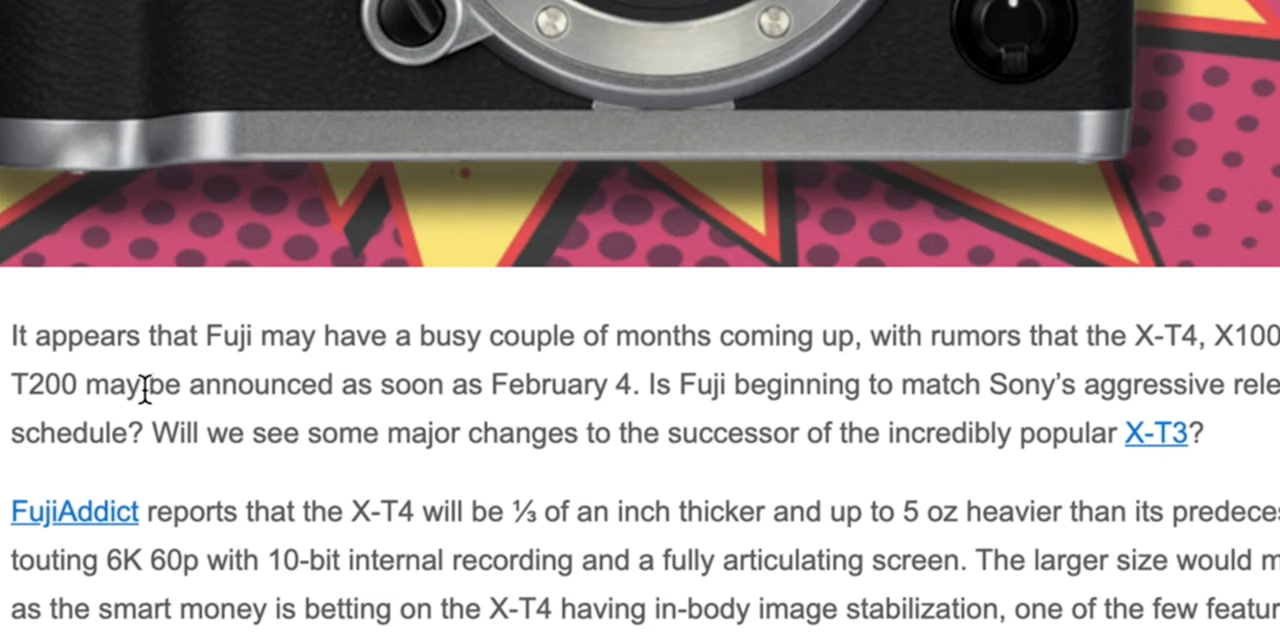 It appears that Fuji may have a busy couple of months coming up, with rumors that the X-T4, X100
T200 may be announced as soon as February 4. Is Fuji beginning to match Sony’s aggressive rele
schedule? Will we see some major changes to the successor of the incredibly popular X-T3?
FujiAddict reports that the X-T4 will be ⅓ of an inch thicker and up to 5 oz heavier than its predeces
touting 6K 60p with 10-bit internal recording and a fully articulating screen. The larger size would m
as the smart money is betting on the X-T4 having in-body image stabilization, one of the few featur